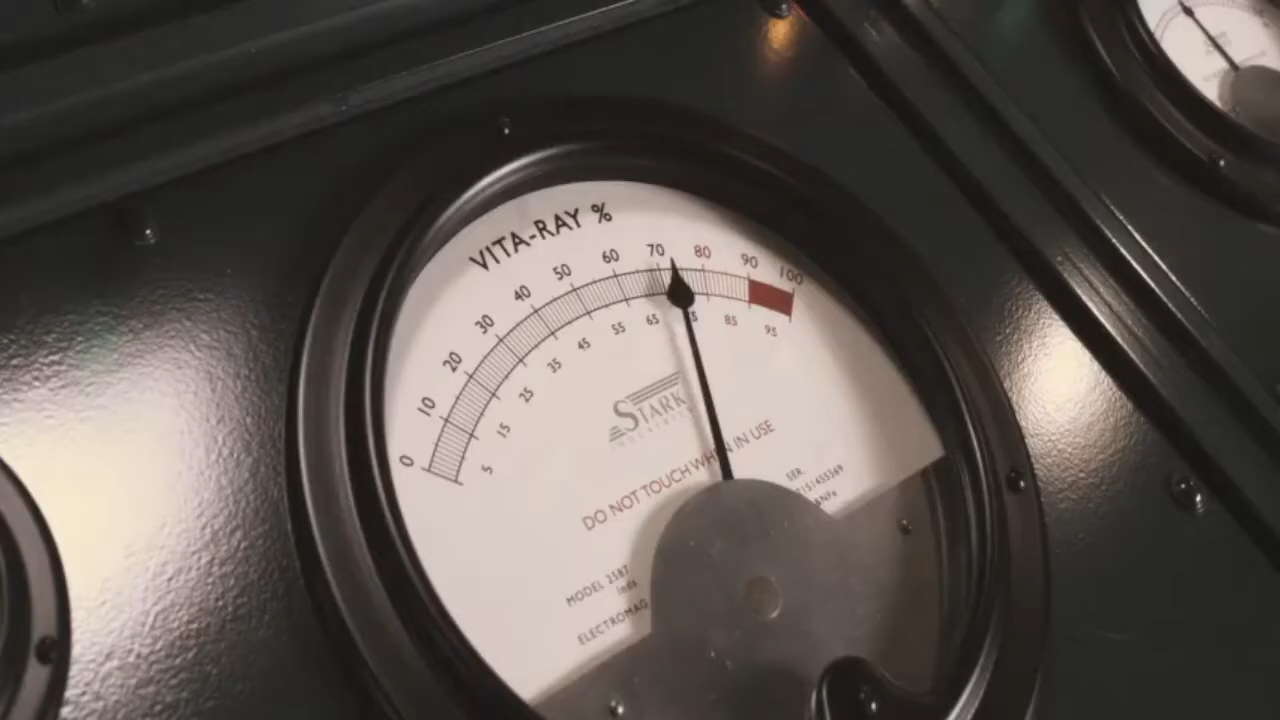 VITA-RAY %
0 10 20 30 40 50 60 70 80 90 100
5 15 25 35 45 55 65 85 95
STARK
DO NOT TOUCH WHEN IN USE
SER.
MODEL 2587
inds
ELECTROMAG